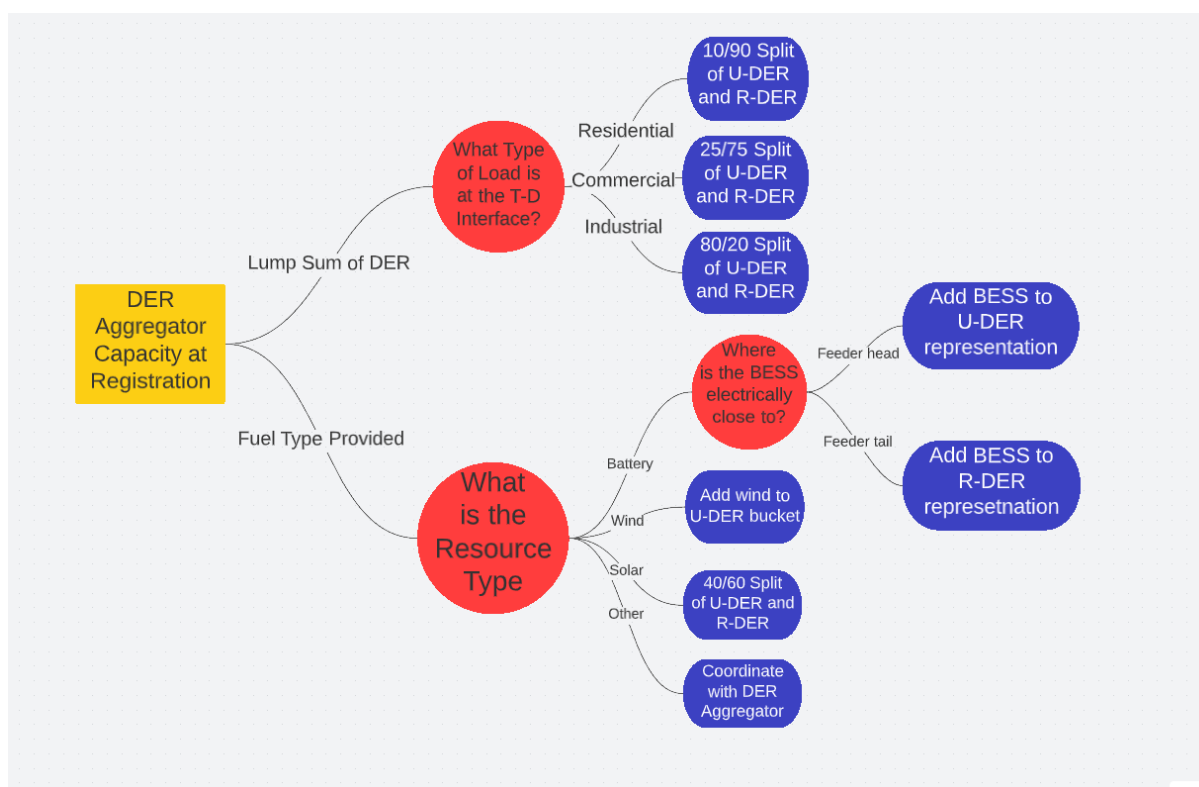 DER
Aggregator
Capacity at
Registration
Lump Sum of DER
What Type
of Load is
at the T-D
Interface?
Residential
10/90 Split
of U-DER
and R-DER
Commercial
25/75 Split
of U-DER
and R-DER
Industrial
80/20 Split
of U-DER
and R-DER
Fuel Type Provided
What
is the
Resource
Type
Battery
Where
is the BESS
electrically
close to?
Feeder head
Add BESS to
U-DER
representation
Feeder tail
Add BESS to
R-DER
represetnation
Wind
Add wind to
U-DER bucket
Solar
40/60 Split
of U-DER and
R-DER
Other
Coordinate
with DER
Aggregator